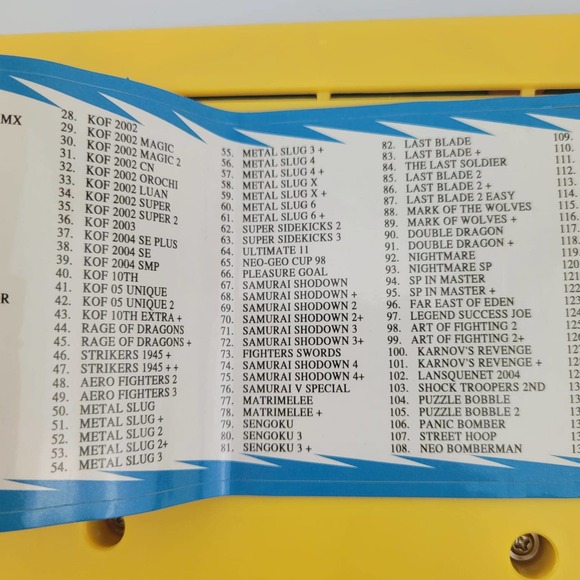 MX
OR
28. KOF 2002
29. KOF 2002 MAGIC
30. KOF 2002 MAGIC 2
31. KOF 2002 CN
32. KOF 2002 OROCHI
33. KOF 2002 LUAN
34. KOF 2002 SUPER
35. KOF 2002 SUPER 2
36. KOF 2003
37. KOF 2004 SE PLUS
38. KOF 2004 SE
39. KOF 2004 SMP
40. KOF 10TH
41. KOF 05 UNIQUE
42. KOF 05 UNIQUE 2
43. KOF 10TH EXTRA +
44. RAGE OF DRAGONS
45. RAGE OF DRAGONS+
46. STRIKERS 1945 +
47. STRIKERS 1945 + +
48. AERO FIGHTERS 2
49. AERO FIGHTERS 3
50. METAL SLUG
51. METAL SLUG +
52. METAL SLUG 2
53. METAL SLUG 2+
54. METAL SLUG 3
55. METAL SLUG 3 +
56. METAL SLUG 4
57. METAL SLUG 4 +
58. METAL SLUG X
59. METAL SLUG X +
60. METAL SLUG 6
61. METAL SLUG 6 +
62. SUPER SIDEKICKS 2
63. SUPER SIDEKICKS 3
64. ULTIMATE 11
65. NEO-GEO CUP 98
66. PLEASURE GOAL
67. SAMURAI SHODOWN
68. SAMURAI SHODOWN +
69. SAMURAI SHODOWN 2
70. SAMURAI SHODOWN 2+
71. SAMURAI SHODOWN 3
72. SAMURAI SHODOWN 3+
73. FIGHTERS SWORDS
74. SAMURAI SHODOWN 4
75. SAMURAI SHODOWN 4+
76. SAMURAI V SPECIAL
77. MATRIMELEE
78. MATRIMELEE +
79. SENGOKU
80. SENGOKU 3
81. SENGOKU 3 +
82. LAST BLADE
83. LAST BLADE +
84. THE LAST SOLDIER
85. LAST BLADE 2
86. LAST BLADE 2 +
87. LAST BLADE 2 EASY
88. MARK OF THE WOLVES
89. MARK OF WOLVES +
90. DOUBLE DRAGON
91. DOUBLE DRAGON +
92. NIGHTMARE
93. NIGHTMARE SP
94. SP IN MASTER
95. SP IN MASTER +
96. FAR EAST OF EDEN
97. LEGEND SUCCESS JOE
98. ART OF FIGHTING 2
99. ART OF FIGHTING 2+
100. KARNOV'S REVENGE
101. KARNOV'S REVENGE +
102. LANSQUENET 2004
103. SHOCK TROOPERS 2ND
104. PUZZLE BOBBLE
105. PUZZLE BOBBLE 2
106. PANIC BOMBER
107. STREET HOOP
108. NEO BOMBERMAN
109.
110.
111.
112.
113.
114.
115.